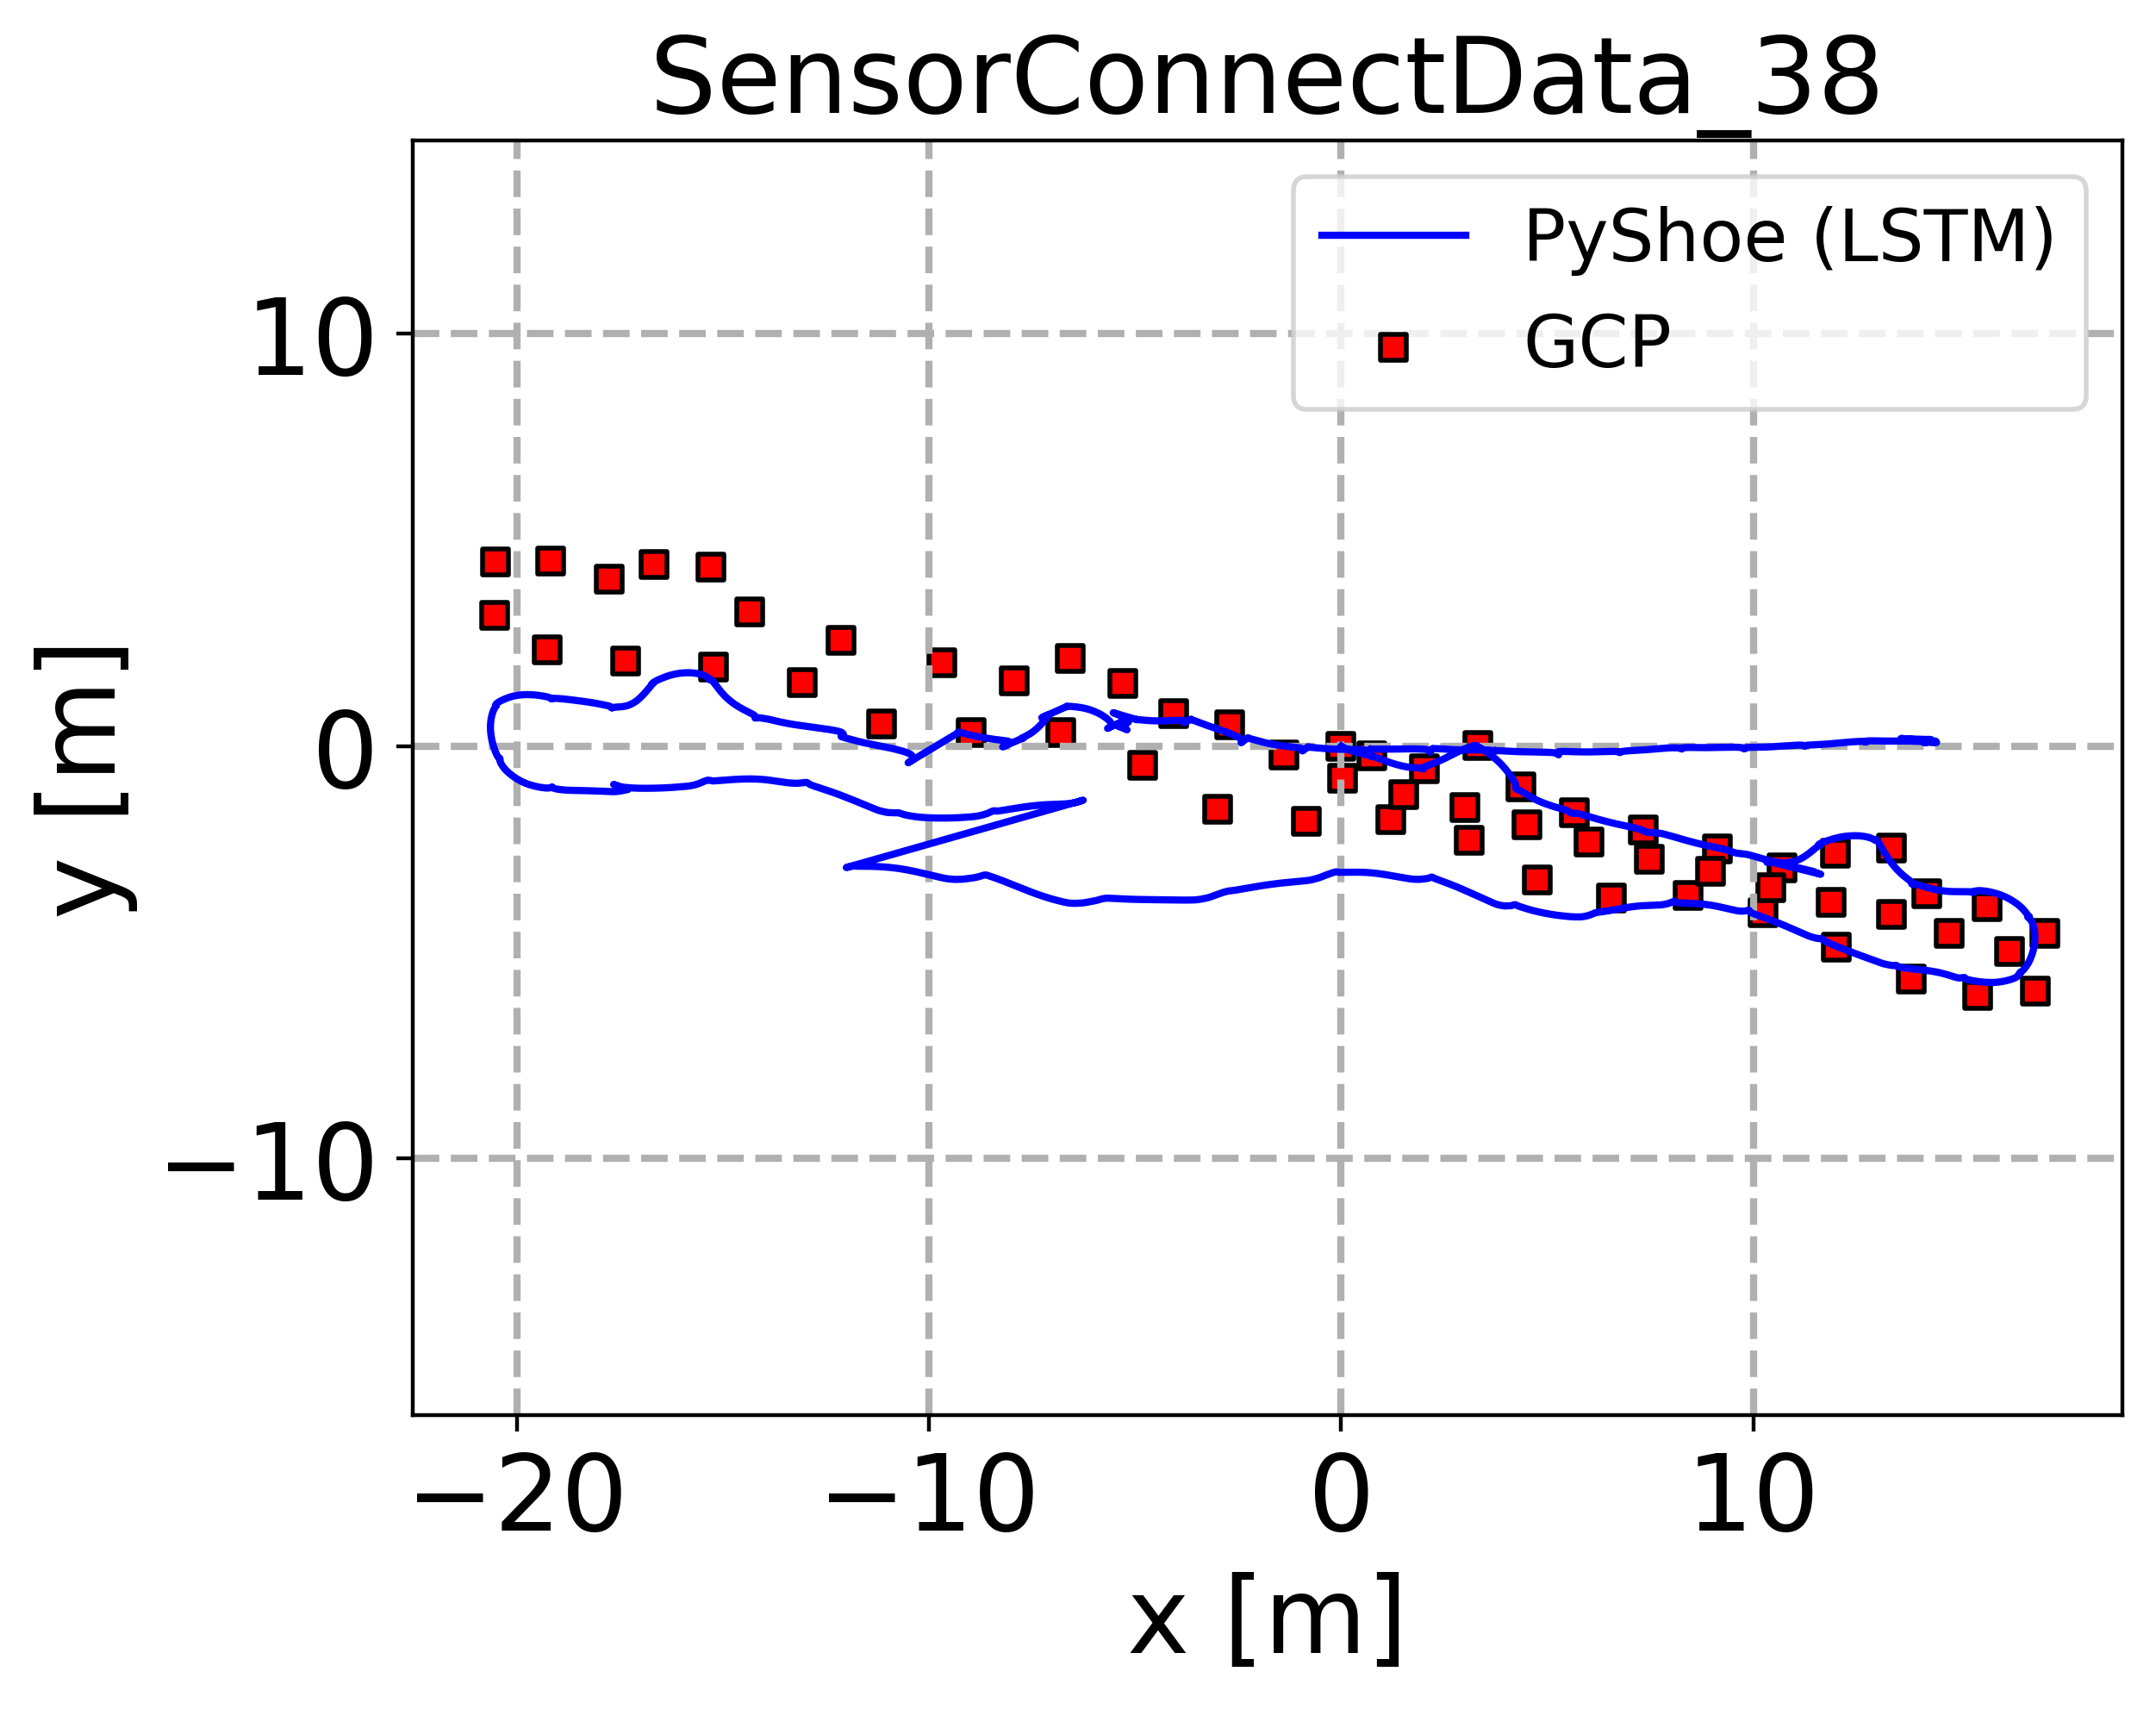 SensorConnectData_38
PyShoe (LSTM)
GCP
10
0
−10
y [m]
−20
−10
0
10
x [m]